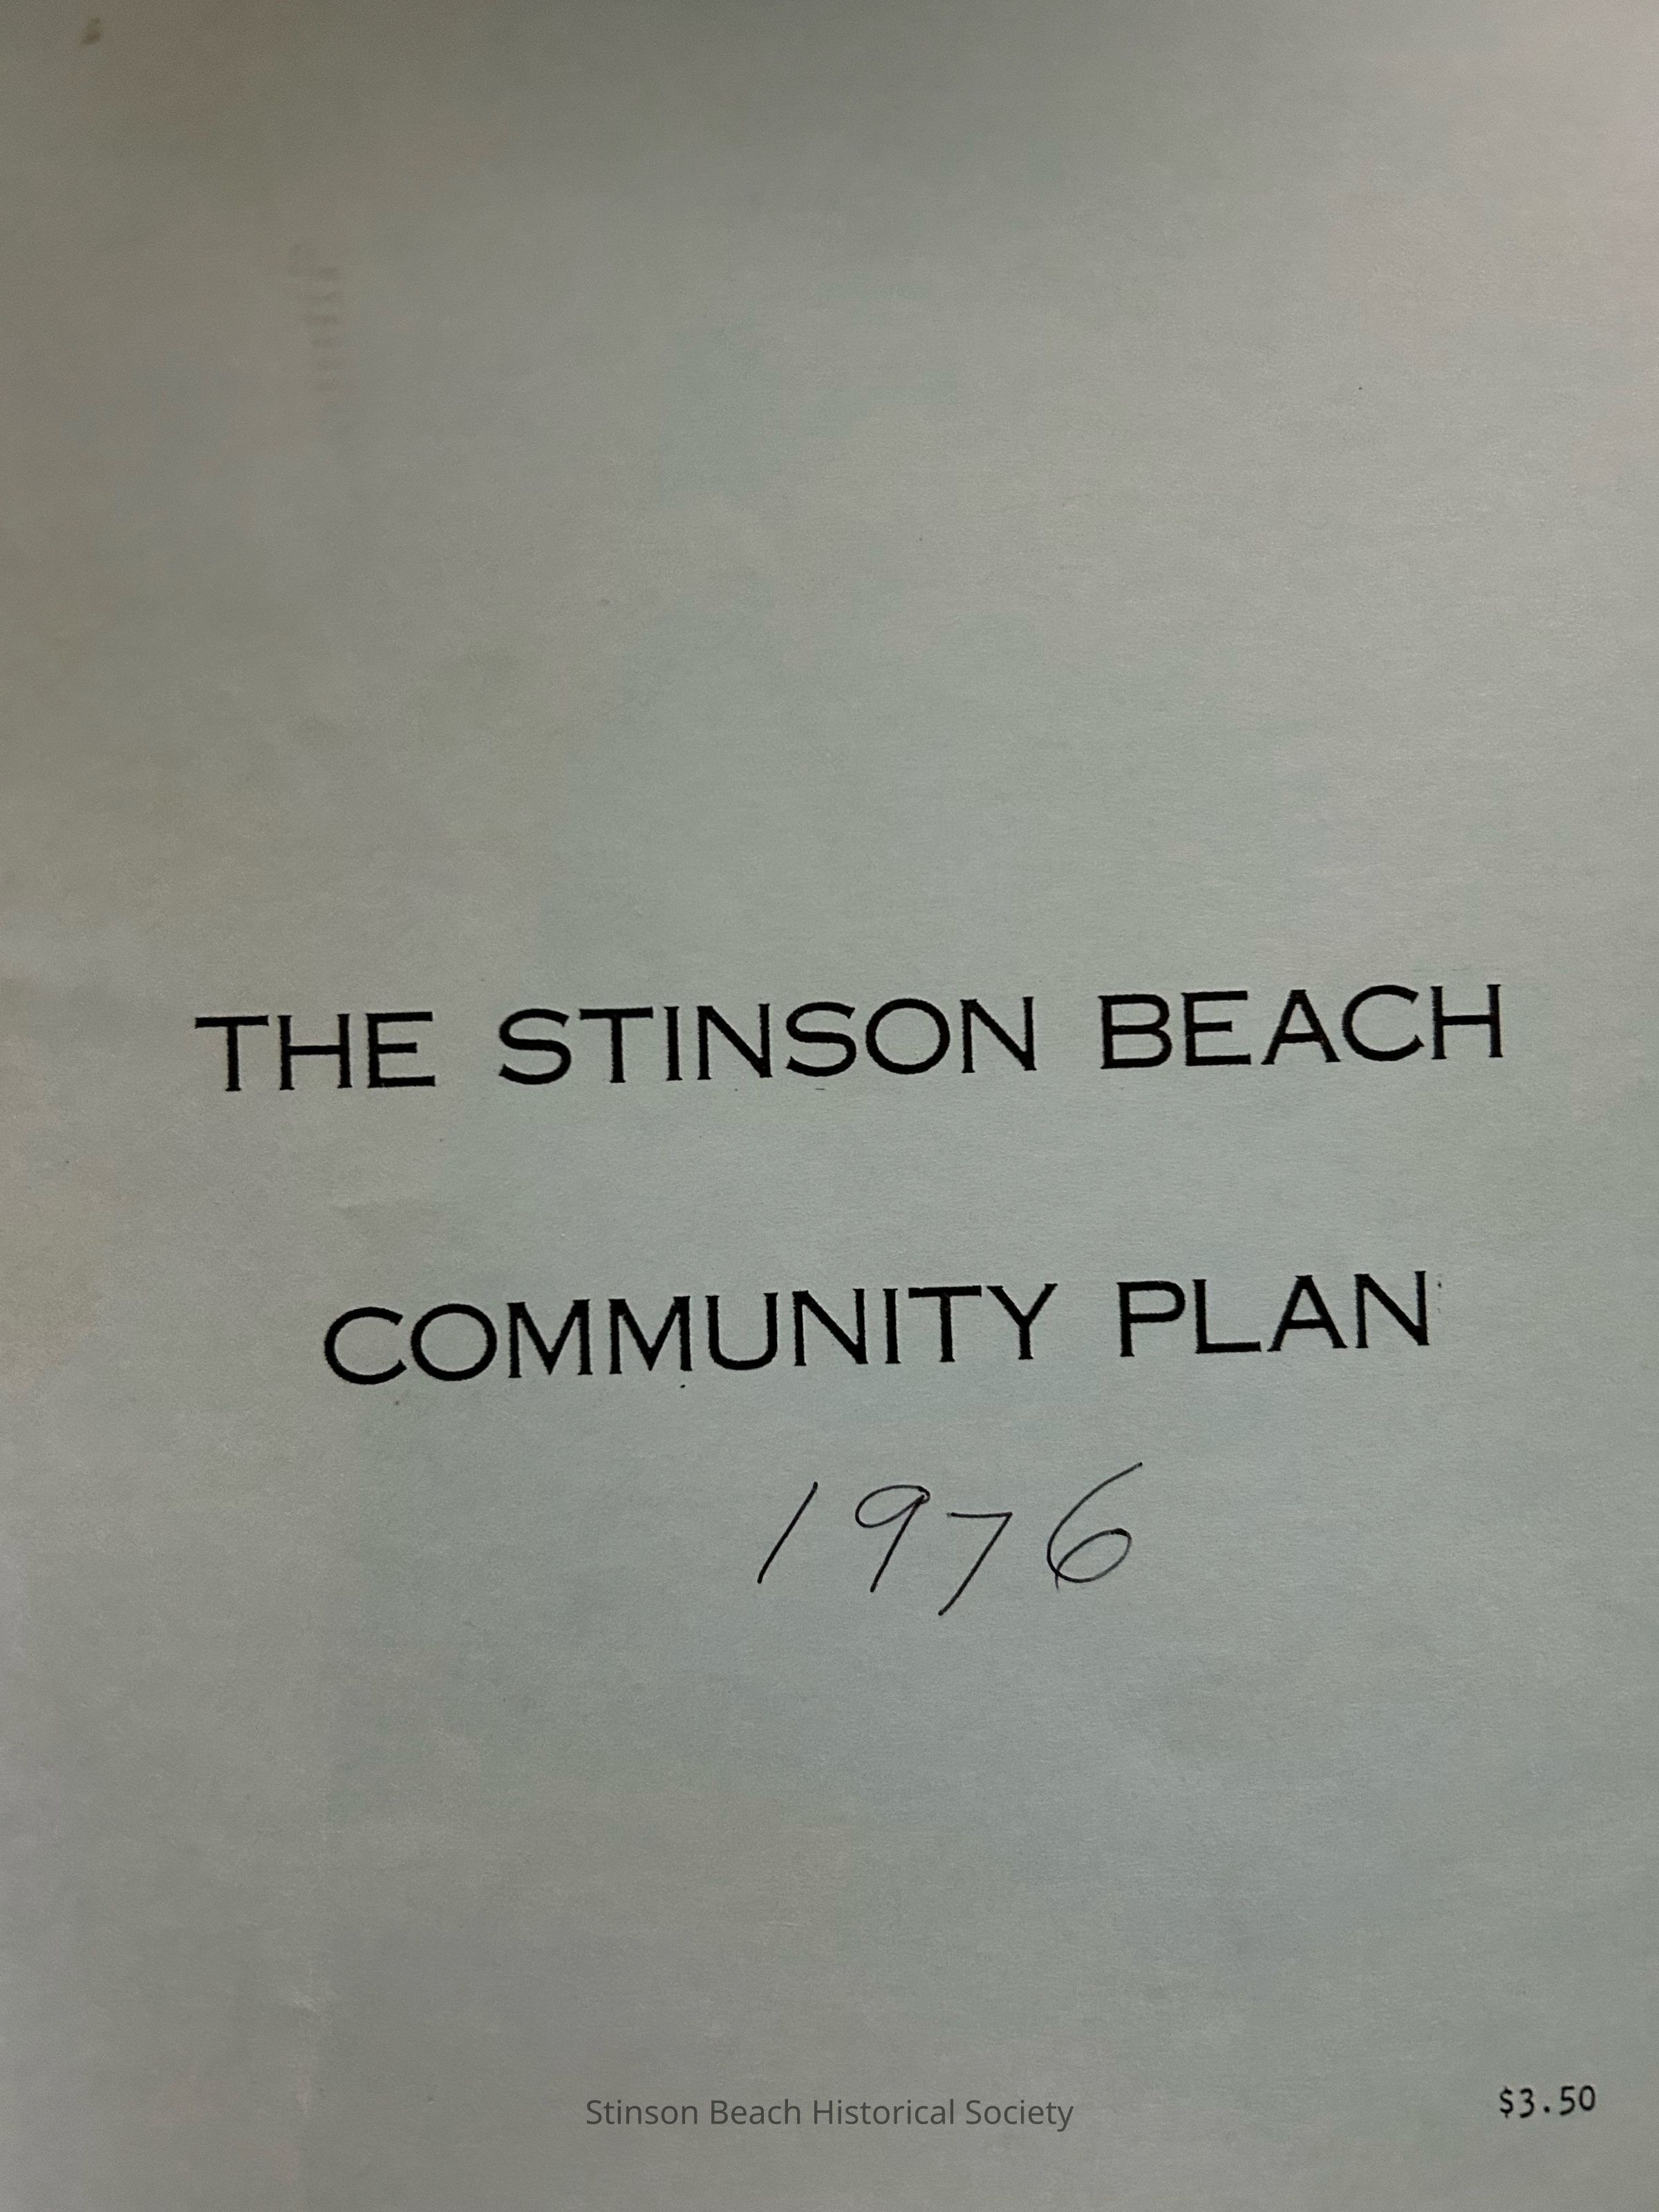 THE STINSON BEACH
COMMUNITY PLAN
1976
Stinson Beach Historical Society
$3.50